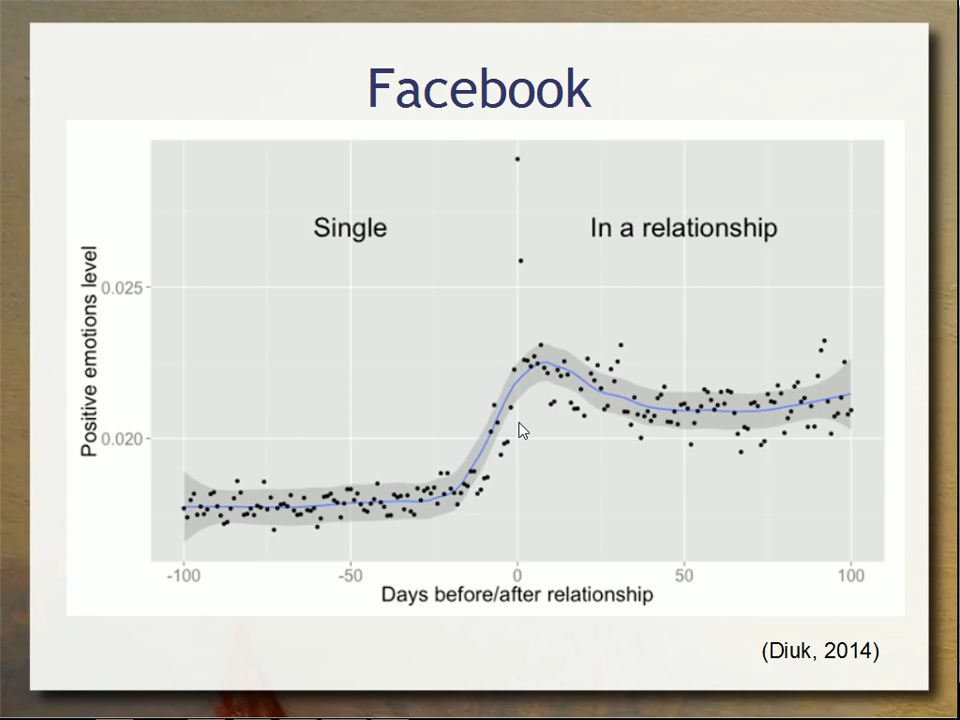 Facebook
Single
In a relationship
Positive emotions level
0.025
0.020
-100
-50
0
50
100
Days before/after relationship
(Diuk, 2014)